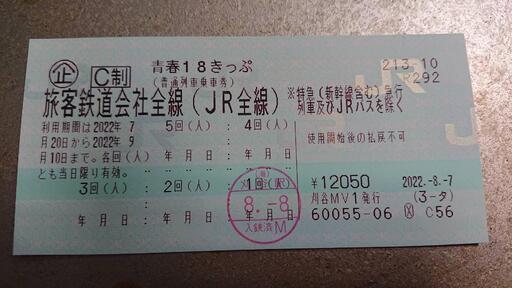 企 C制 青春18きっぷ 213.10
(普通列車乗車券) R292
旅客鉄道会社全線(JR全線) ※特急(新幹線含む)急行
列車及びJRバスを除く
利用期間は2022年 7 5回(人) : 4回(人) :
月20日から2022年 9 使用開始後の払戻不可
月10日まで。各回(人) 年 月 日: 年 月 日:
とも当日限り有効。
3回(人) : 2回(人) : 1回 ¥12050 2022.-8.-7
8.-8 刈谷MV1発行 (3-タ)
年 月 日: 年 月 日: 年 月 日 60055-06 C56
入鋏済 M